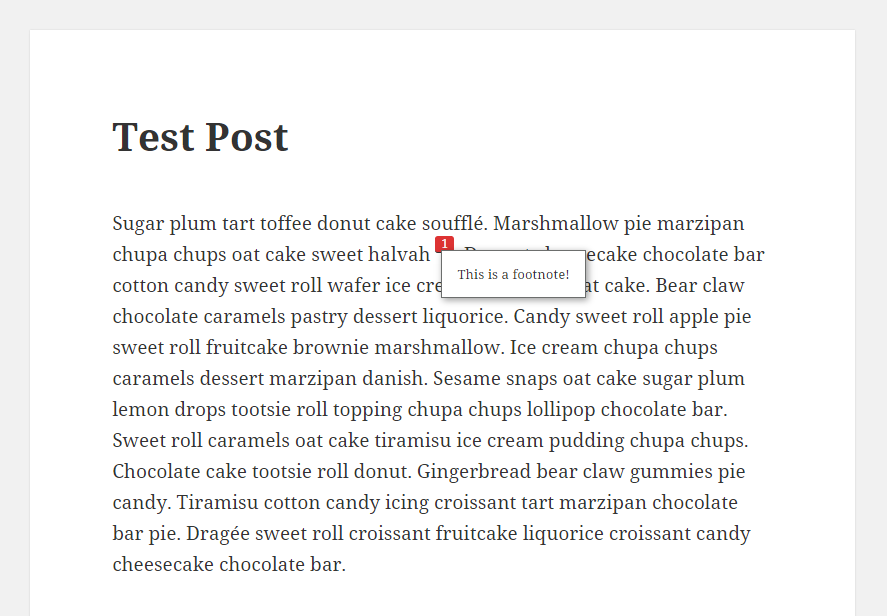 Test Post
Sugar plum tart toffee donut cake soufflé. Marshmallow pie marzipan
1
chupa chups oat cake sweet halvah chocolate bar
This is a footnote!
cotton candy sweet roll wafer ice cake. Bear claw
chocolate caramels pastry dessert liquorice. Candy sweet roll apple pie
sweet roll fruitcake brownie marshmallow. Ice cream chupa chups
caramels dessert marzipan danish. Sesame snaps oat cake sugar plum
lemon drops tootsie roll topping chupa chups lollipop chocolate bar.
Sweet roll caramels oat cake tiramisu ice cream pudding chupa chups.
Chocolate cake tootsie roll donut. Gingerbread bear claw gummies pie
candy. Tiramisu cotton candy icing croissant tart marzipan chocolate
bar pie. Dragée sweet roll croissant fruitcake liquorice croissant candy
cheesecake chocolate bar.